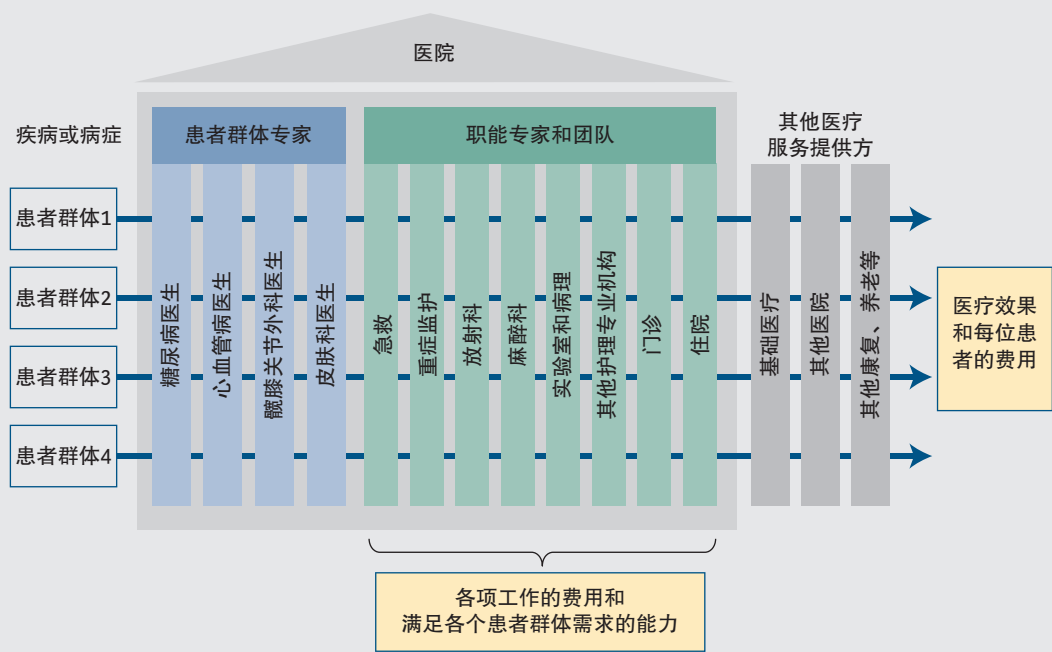 医院
疾病或病症
患者群体专家
职能专家和团队
其他医疗
服务提供方
患者群体1
患者群体2
患者群体3
患者群体4
糖尿病医生
心血管病医生
髋膝关节外科医生
皮肤科医生
急救
重症监护
放射科
麻醉科
实验室和病理
其他护理专业机构
门诊
住院
基础医疗
其他医院
其他康复、养老等
医疗效果
和每位患
者的费用
各项工作的费用和
满足各个患者群体需求的能力